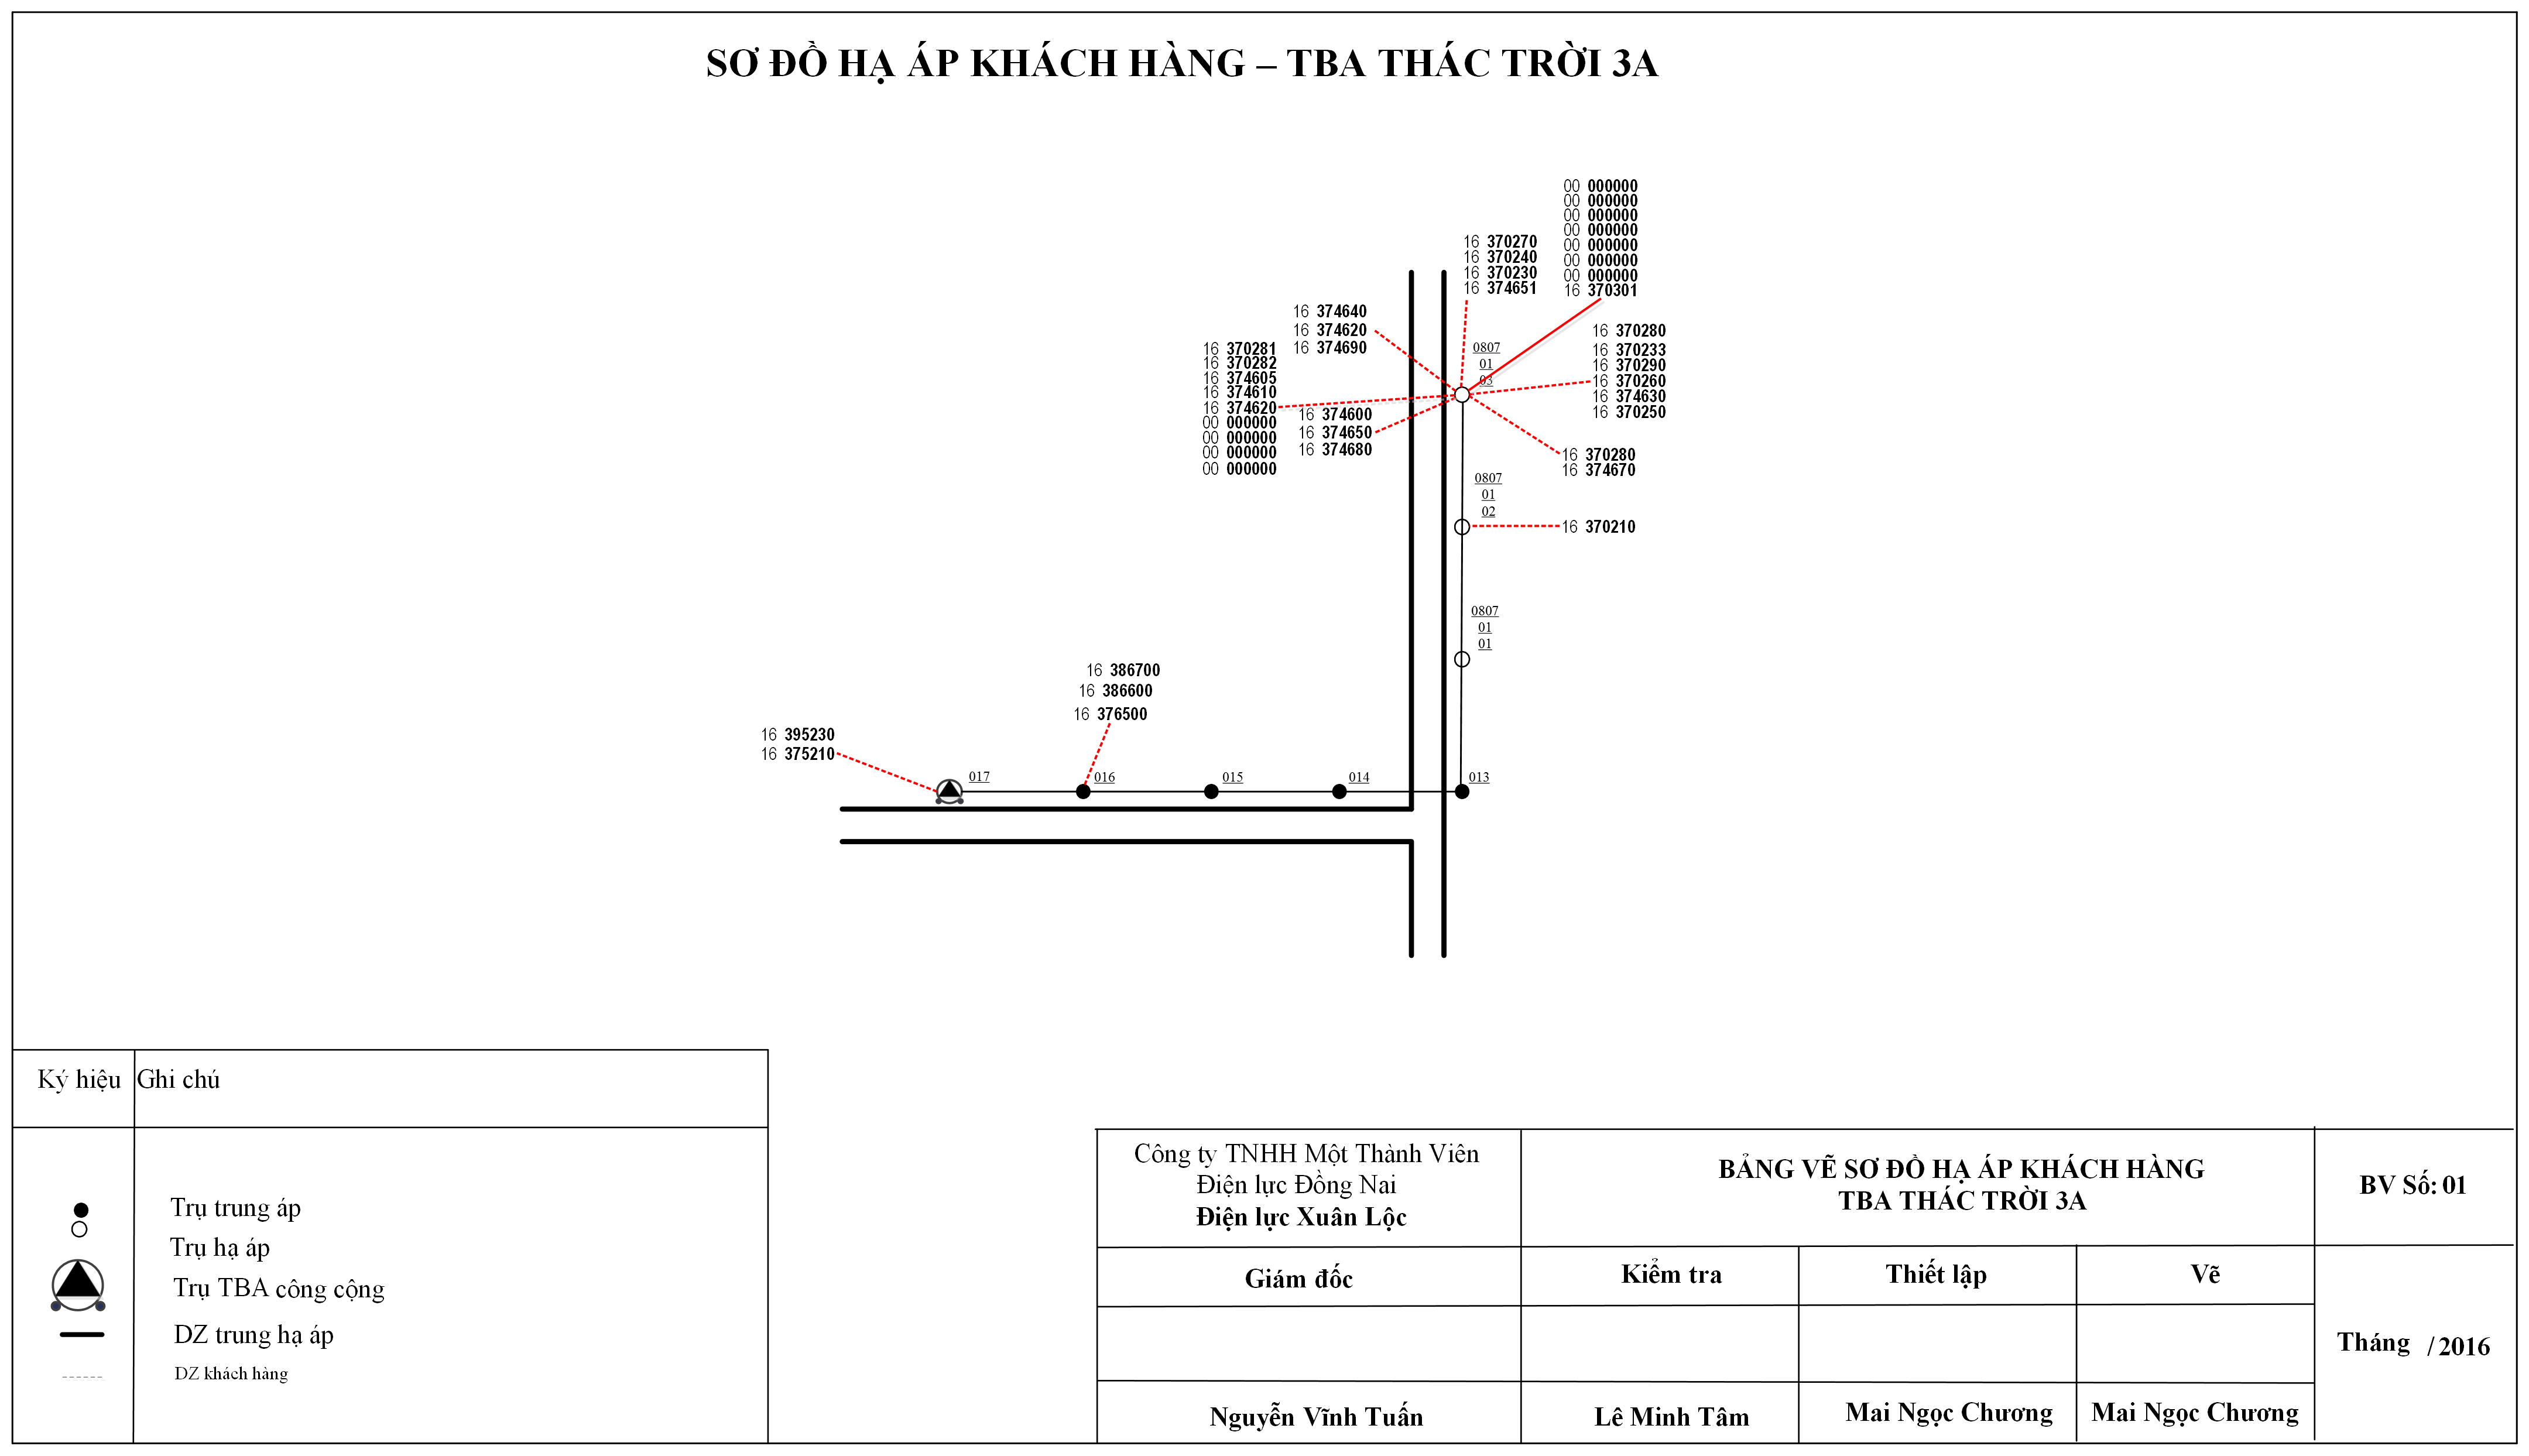 SƠ ĐỒ HẠ ÁP KHÁCH HÀNG – TBA THÁC TRỜI 3A
00 000000
00 000000
00 000000
00 000000
00 000000
00 000000
00 000000
16 370301
16 370270
16 370240
16 370230
16 374651
16 374640
16 374620
16 374690
16 370281
16 370282
16 374605
16 374610
16 374620
00 000000
00 000000
00 000000
00 000000
16 374600
16 374650
16 374680
0807
01
03
16 370280
16 370233
16 370290
16 370260
16 374630
16 370250
16 370280
16 374670
0807
01
02
16 370210
0807
01
01
16 386700
16 386600
16 376500
16 395230
16 375210
017
016
015
014
013
Ký hiệu Ghi chú
Trụ trung áp
Trụ hạ áp
Trụ TBA công cộng
DZ trung hạ áp
DZ khách hàng
Công ty TNHH Một Thành Viên
Điện lực Đồng Nai
Điện lực Xuân Lộc
BẢNG VẼ SƠ ĐỒ HẠ ÁP KHÁCH HÀNG
TBA THÁC TRỜI 3A
BV Số: 01
Giám đốc
Kiểm tra
Thiết lập
Vẽ
Tháng /2016
Nguyễn Vĩnh Tuấn
Lê Minh Tâm
Mai Ngọc Chương
Mai Ngọc Chương